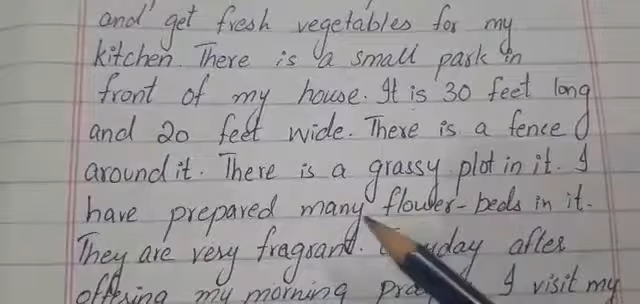 and get fresh vegetables for my
kitchen. There is a small park in
front of my house. It is 30 feet long
and 20 feet wide. There is a fence
around it. There is a grassy plot in it. I
have prepared many flower-beds in it.
They are very fragrant. after
offering my morning I visit my